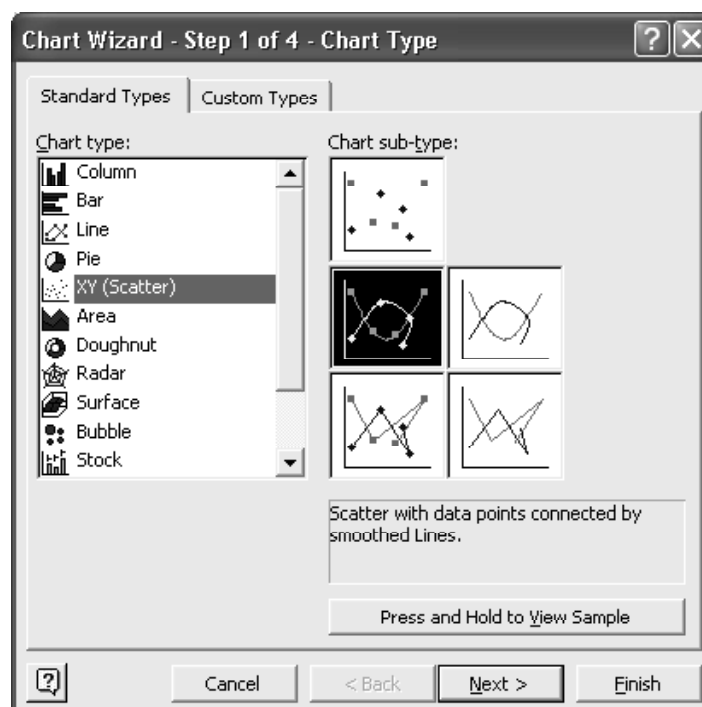 Chart Wizard - Step 1 of 4 - Chart Type
Standard Types
Custom Types
Chart type:
Column
Bar
Line
Pie
XY (Scatter)
Area
Doughnut
Radar
Surface
Bubble
Stock
Chart sub-type:
Scatter with data points connected by
smoothed Lines.
Press and Hold to View Sample
Cancel
< Back
Next >
Finish